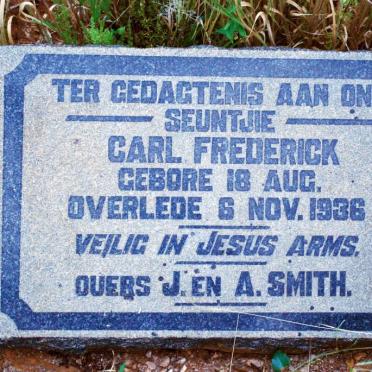 TER GEDAGTENIS AAN ON
SEUNTJIE
CARL FREDERICK
GEBORE 18 AUG.
OVERLEDE 6 NOV. 1936
VEILIG IN JESUS ARMS.
OUERS J. EN A. SMITH.